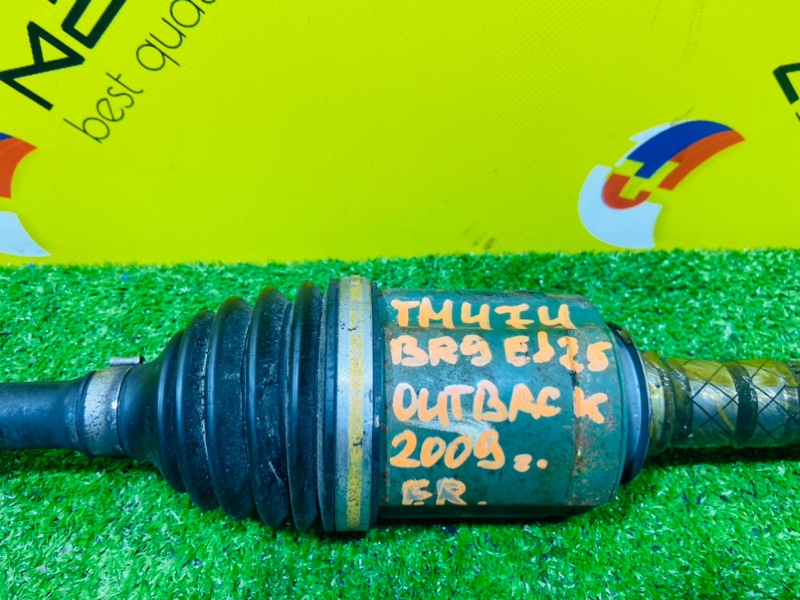 best qua
TM474
BR9 EJ25
OUTBACK
2009г.
FR.